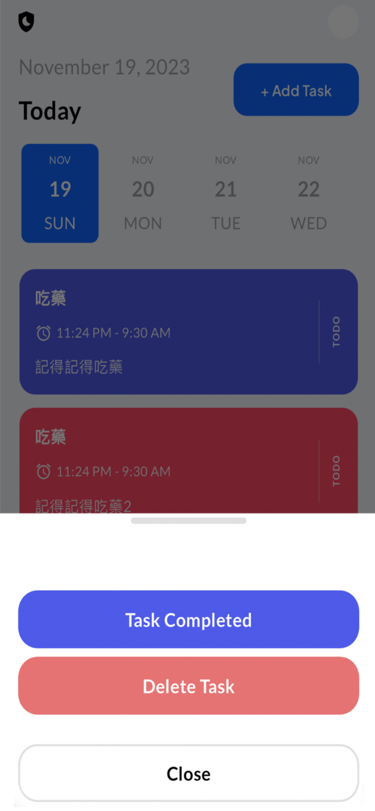 November 19, 2023
Today
+ Add Task
NOV
19
SUN
NOV
20
MON
NOV
21
TUE
NOV
22
WED
吃藥
11:24 PM - 9:30 AM
記得記得吃藥
TODO
吃藥
11:24 PM - 9:30 AM
記得記得吃藥2
TODO
Task Completed
Delete Task
Close